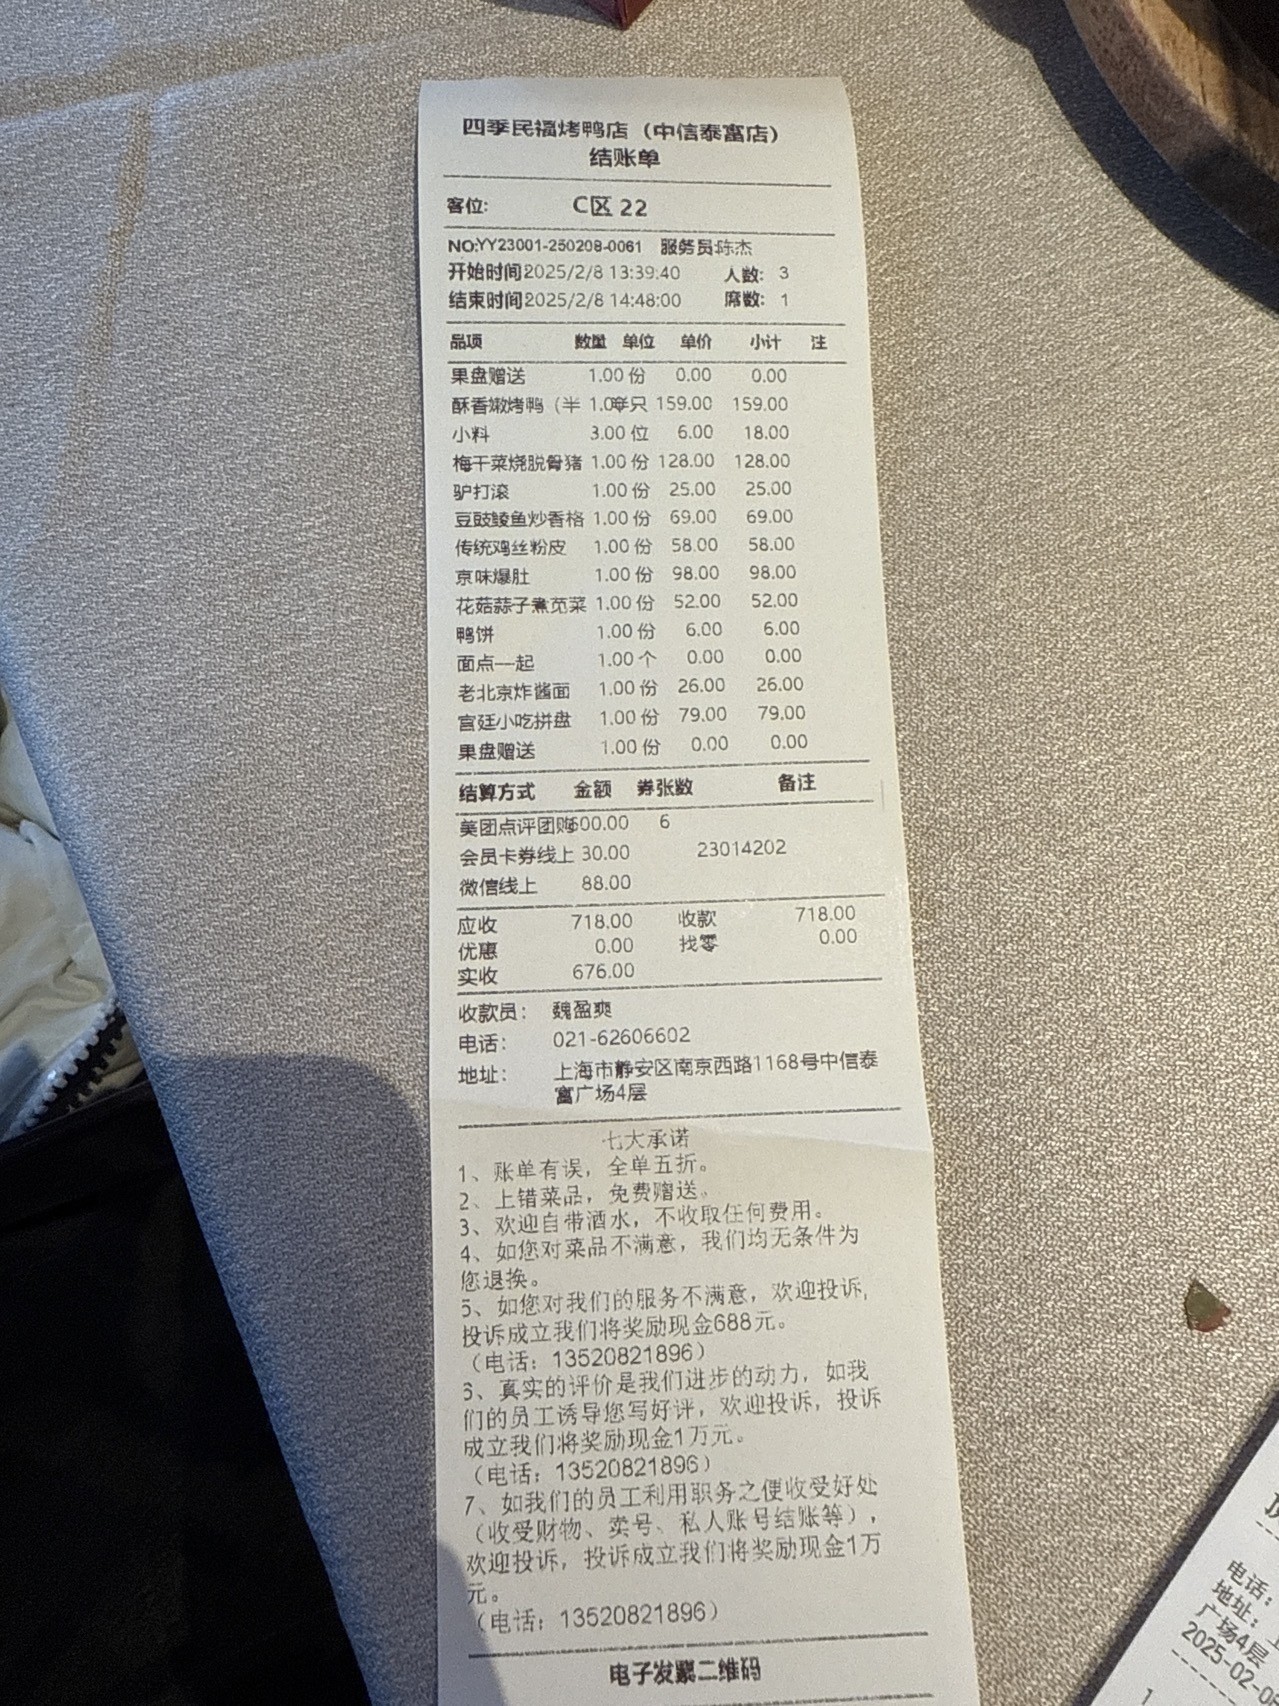 四季民福烤鸭店（中信泰富店）
结账单
客位: C区 22
NO:YY23001-250208-0061 服务员:陈杰
开始时间2025/2/8 13:39:40 人数: 3
结束时间2025/2/8 14:48:00 席数: 1
品项 数量 单位 单价 小计 注
果盘赠送 1.00 份 0.00 0.00
酥香嫩烤鸭（半 1.00 半只 159.00 159.00
小料 3.00 位 6.00 18.00
梅干菜烧脱骨猪 1.00 份 128.00 128.00
驴打滚 1.00 份 25.00 25.00
豆豉鲮鱼炒香格 1.00 份 69.00 69.00
传统鸡丝粉皮 1.00 份 58.00 58.00
京味爆肚 1.00 份 98.00 98.00
花菇蒜子煮苋菜 1.00 份 52.00 52.00
鸭饼 1.00 份 6.00 6.00
面点一起 1.00 个 0.00 0.00
老北京炸酱面 1.00 份 26.00 26.00
宫廷小吃拼盘 1.00 份 79.00 79.00
果盘赠送 1.00 份 0.00 0.00
结算方式 金额 券张数 备注
美团点评团购600.00 6
会员卡券线上 30.00 23014202
微信线上 88.00
应收 718.00 收款 718.00
优惠 0.00 找零 0.00
实收 676.00
收款员: 魏盈爽
电话: 021-62606602
地址: 上海市静安区南京西路1168号中信泰
富广场4层
七大承诺
1、账单有误，全单五折。
2、上错菜品，免费赠送。
3、欢迎自带酒水，不收取任何费用。
4、如您对菜品不满意，我们均无条件为
您退换。
5、如您对我们的服务不满意，欢迎投诉，
投诉成立我们将奖励现金688元。
（电话：13520821896）
6、真实的评价是我们进步的动力，如我
们的员工诱导您写好评，欢迎投诉，投诉
成立我们将奖励现金1万元。
（电话：13520821896）
7、如我们的员工利用职务之便收受好处
（收受财物、卖号、私人账号结账等），
欢迎投诉，投诉成立我们将奖励现金1万
元。
（电话：13520821896）
电子发票二维码
电话:
地址:
广场4层
2025-02-0
1